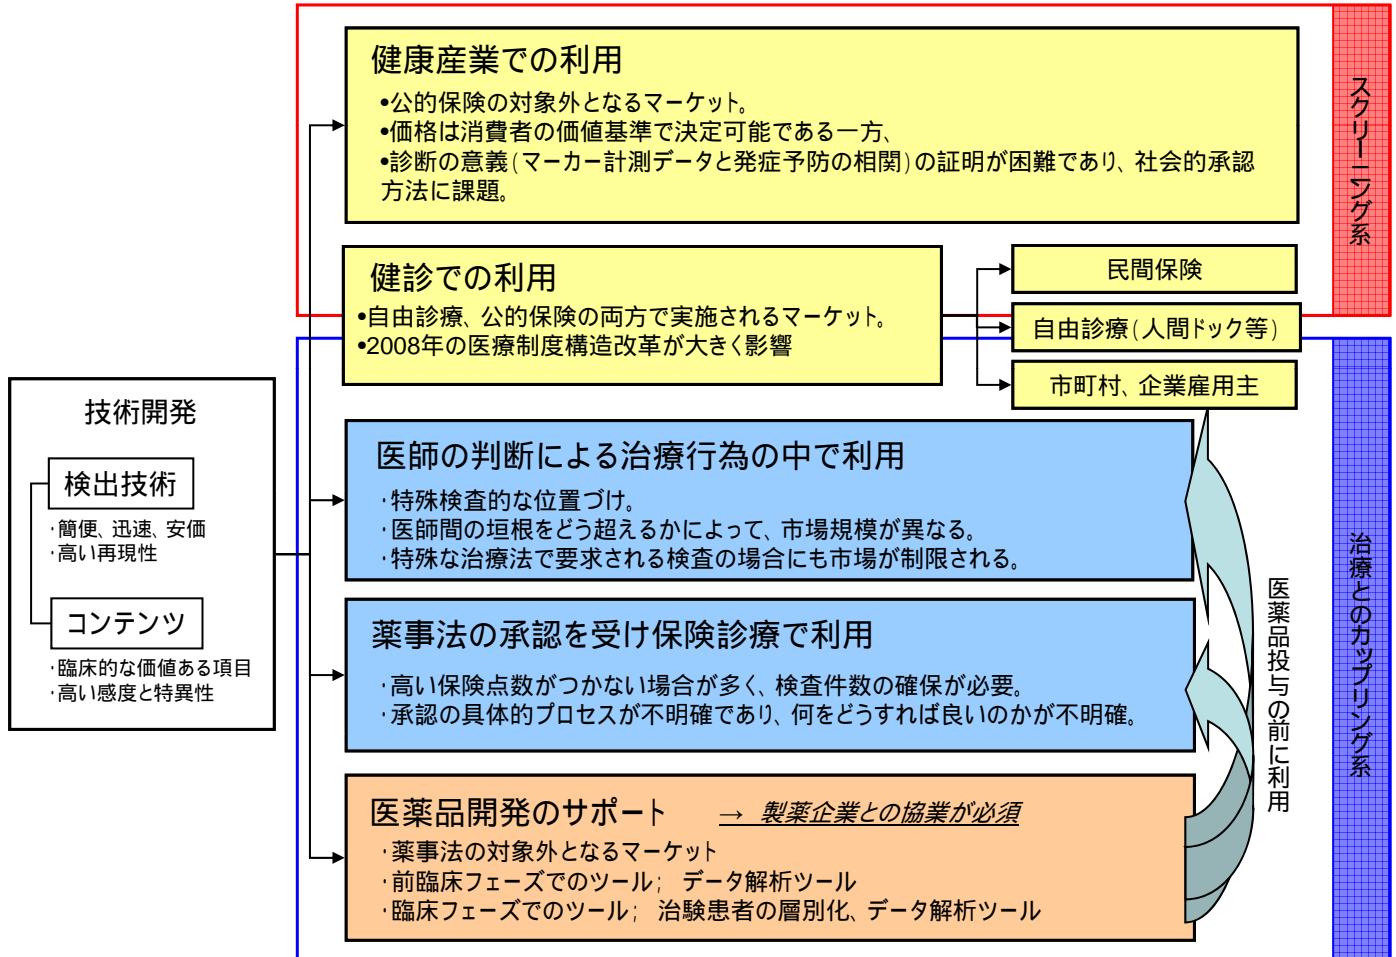 健康産業での利用
•公的保険の対象外となるマーケット。
•価格は消費者の価値基準で決定可能である一方、
•診断の意義(マーカー計測データと発症予防の相関)の証明が困難であり、社会的承認
方法に課題。
スクリーニング系
健診での利用
•自由診療、公的保険の両方で実施されるマーケット。
•2008年の医療制度構造改革が大きく影響
民間保険
自由診療(人間ドック等)
市町村、企業雇用主
技術開発
検出技術
・簡便、迅速、安価
・高い再現性
コンテンツ
・臨床的な価値ある項目
・高い感度と特異性
医師の判断による治療行為の中で利用
・特殊検査的な位置づけ。
・医師間の垣根をどう超えるかによって、市場規模が異なる。
・特殊な治療法で要求される検査の場合にも市場が制限される。
薬事法の承認を受け保険診療で利用
・高い保険点数がつかない場合が多く、検査件数の確保が必要。
・承認の具体的プロセスが不明確であり、何をどうすれば良いのかが不明確。
医薬品開発のサポート → 製薬企業との協業が必須
・薬事法の対象外となるマーケット
・前臨床フェーズでのツール; データ解析ツール
・臨床フェーズでのツール; 治験患者の層別化、データ解析ツール
医薬品投与の前に利用
治療とのカップリング系